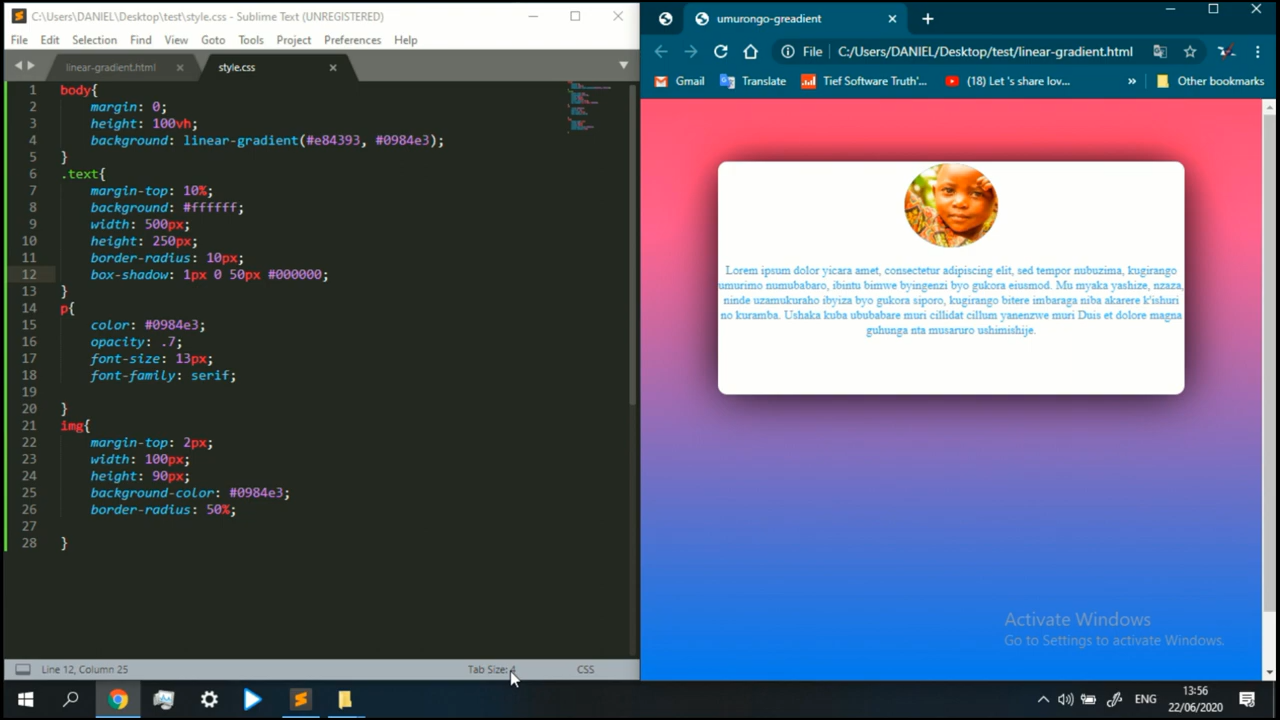 C:\Users\DANIEL\Desktop\test\style.css - Sublime Text (UNREGISTERED)
File Edit Selection Find View Goto Tools Project Preferences Help
linear-gradient.html style.css
1 body{
2 margin: 0;
3 height: 100vh;
4 background: linear-gradient(#e84393, #0984e3);
5 }
6 .text{
7 margin-top: 10%;
8 background: #ffffff;
9 width: 500px;
10 height: 250px;
11 border-radius: 10px;
12 box-shadow: 1px 0 50px #000000;
13 }
14 p{
15 color: #0984e3;
16 opacity: .7;
17 font-size: 13px;
18 font-family: serif;
19
20 }
21 img{
22 margin-top: 2px;
23 width: 100px;
24 height: 90px;
25 background-color: #0984e3;
26 border-radius: 50%;
27
28 }
Line 12, Column 25 Tab Size: 4 CSS
umurongo-greadient
File C:/Users/DANIEL/Desktop/test/linear-gradient.html
Gmail Translate Tief Software Truth'... (18) Let 's share lov... » Other bookmarks
Lorem ipsum dolor yicara amet, consectetur adipiscing elit, sed tempor nubuzima, kugirango
umurimo numubabaro, ibintu bimwe byingenzi byo gukora eiusmod. Mu myaka yashize, nzaza,
ninde uzamukuraho ibyiza byo gukora siporo, kugirango bitere imbaraga niba akarere k'ishuri
no kuramba. Ushaka kuba ububabare muri cillidat cillum yanenzwe muri Duis et dolore magna
guhunga nta musaruro ushimishije.
Activate Windows
Go to Settings to activate Windows.
ENG
13:56
22/06/2020